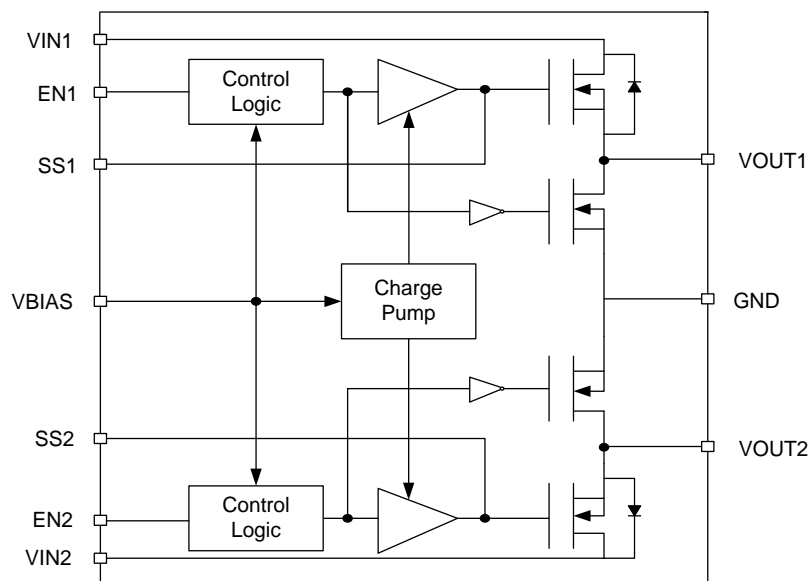 VIN1
EN1
Control
Logic
SS1
VOUT1
VBIAS
Charge
Pump
GND
SS2
VOUT2
EN2
Control
Logic
VIN2